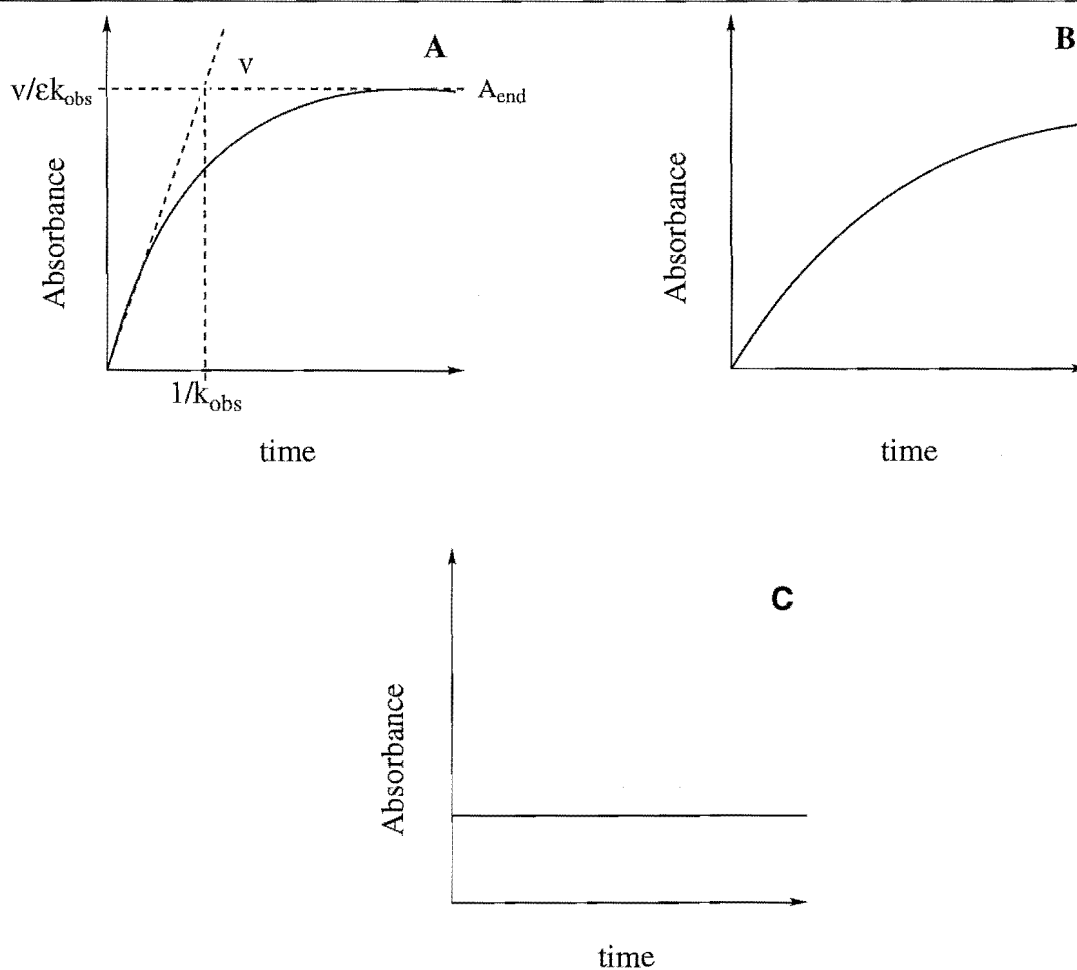 A
v
v/εk_obs
A_end
Absorbance
1/k_obs
time
B
Absorbance
time
C
Absorbance
time